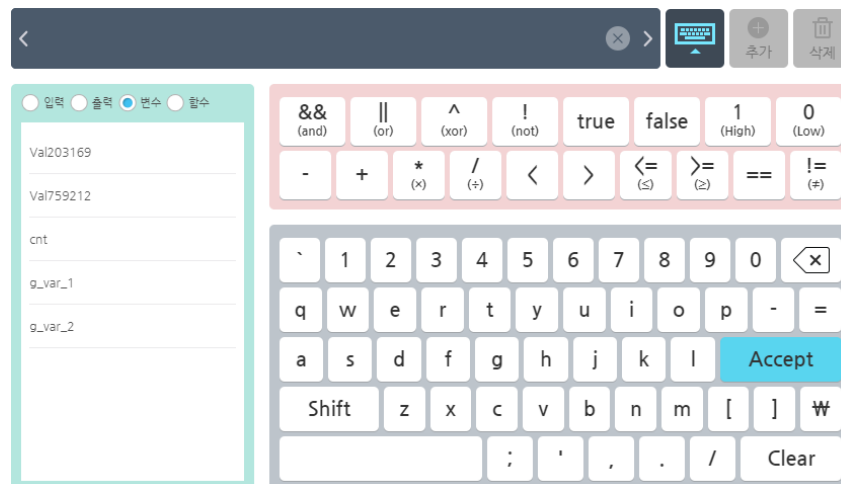 추가 삭제
입력 출력 변수 함수
Val203169
Val759212
cnt
g_var_1
g_var_2
&& || ^ ! true false 1 0
(and) (or) (xor) (not) (High) (Low)
- + * / < > <= >= == !=
(×) (÷) (≤) (≥) (≠)
` 1 2 3 4 5 6 7 8 9 0
q w e r t y u i o p - =
a s d f g h j k l Accept
Shift z x c v b n m [ ] ₩
; ' , . / Clear